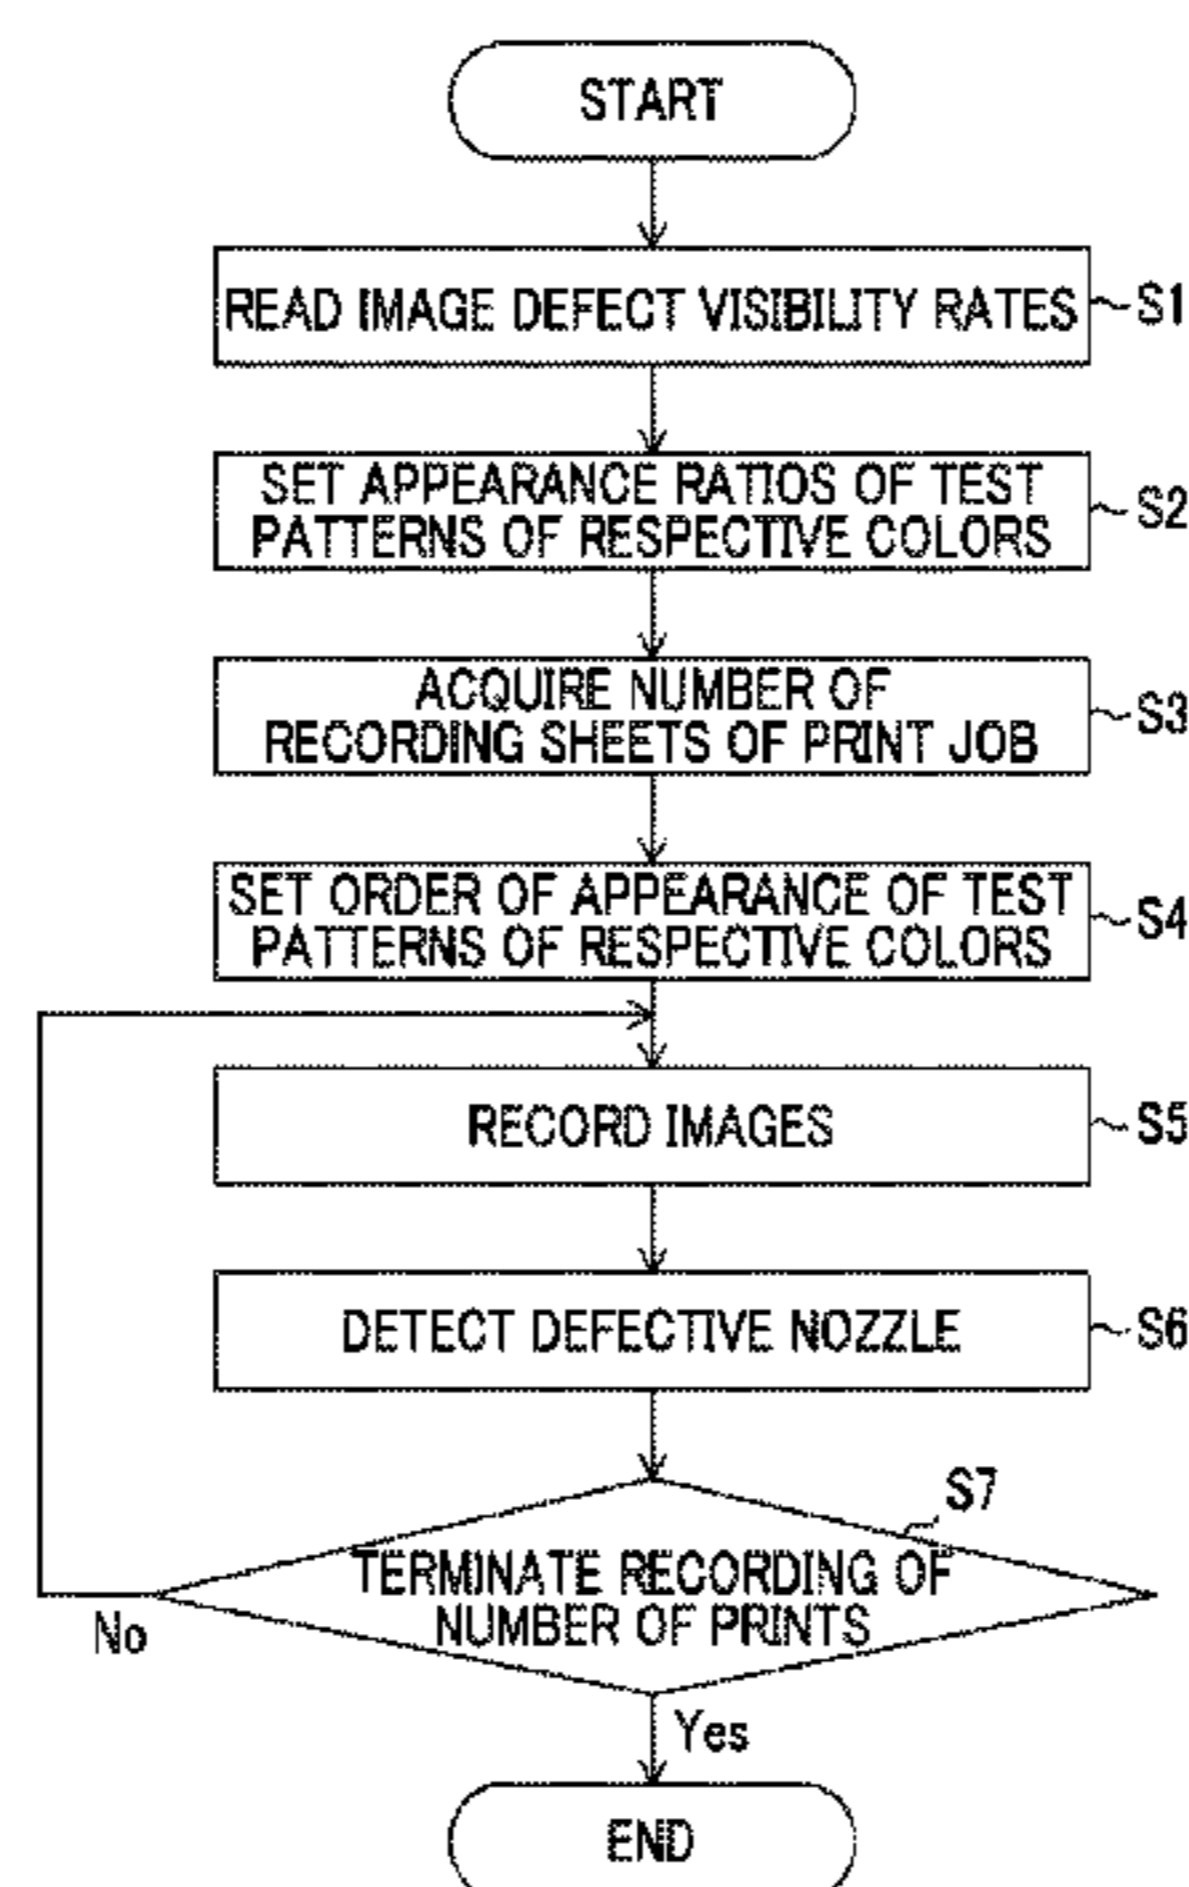 START
READ IMAGE DEFECT VISIBILITY RATES
S1
SET APPEARANCE RATIOS OF TEST
PATTERNS OF RESPECTIVE COLORS
S2
ACQUIRE NUMBER OF
RECORDING SHEETS OF PRINT JOB
S3
SET ORDER OF APPEARANCE OF TEST
PATTERNS OF RESPECTIVE COLORS
S4
RECORD IMAGES
S5
DETECT DEFECTIVE NOZZLE
S6
S7
TERMINATE RECORDING OF
NUMBER OF PRINTS
No
Yes
END